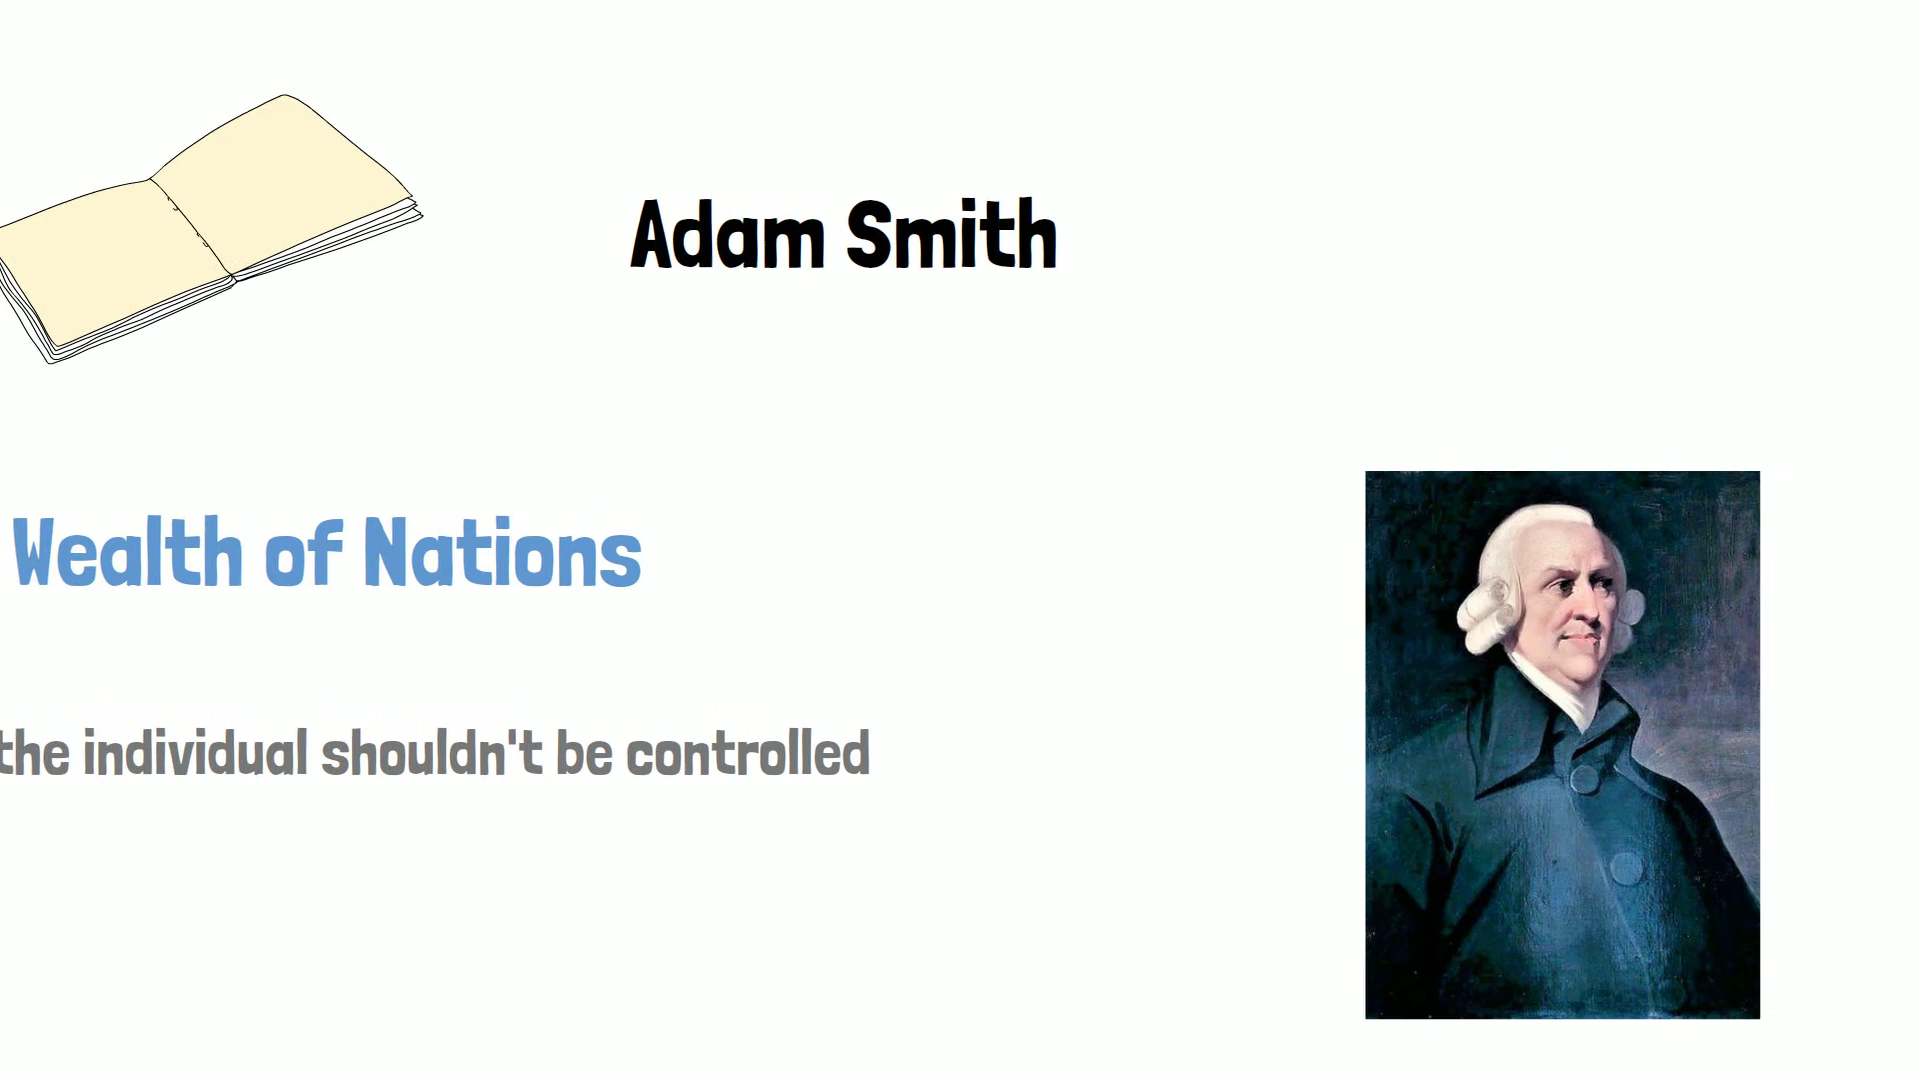 Adam Smith
Wealth of Nations
the individual shouldn't be controlled